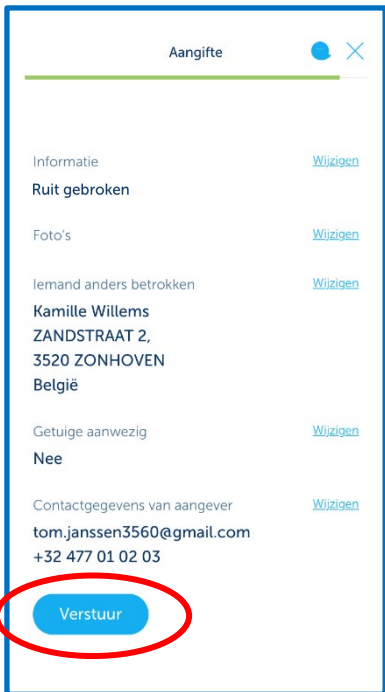 Aangifte
Informatie Wijzigen
Ruit gebroken
Foto's Wijzigen
Iemand anders betrokken Wijzigen
Kamille Willems
ZANDSTRAAT 2,
3520 ZONHOVEN
België
Getuige aanwezig Wijzigen
Nee
Contactgegevens van aangever Wijzigen
tom.janssen3560@gmail.com
+32 477 01 02 03
Verstuur